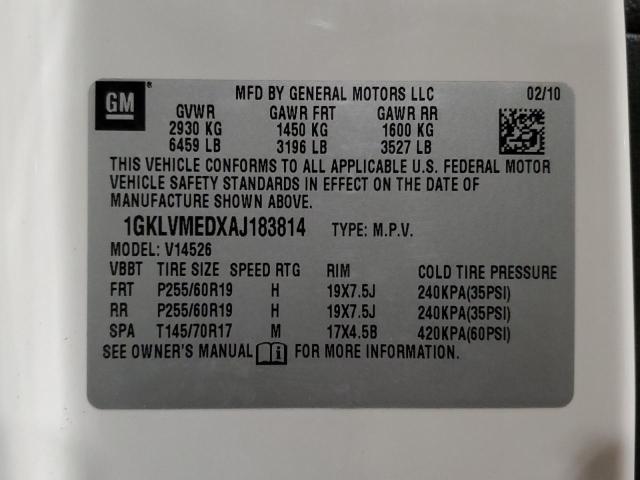 GM ® MFD BY GENERAL MOTORS LLC 02/10
GVWR GAWR FRT GAWR RR
2930 KG 1450 KG 1600 KG
6459 LB 3196 LB 3527 LB
THIS VEHICLE CONFORMS TO ALL APPLICABLE U.S. FEDERAL MOTOR
VEHICLE SAFETY STANDARDS IN EFFECT ON THE DATE OF
MANUFACTURE SHOWN ABOVE.
1GKLVMEDXAJ183814 TYPE: M.P.V.
MODEL: V14526
VBBT TIRE SIZE SPEED RTG RIM COLD TIRE PRESSURE
FRT P255/60R19 H 19X7.5J 240KPA(35PSI)
RR P255/60R19 H 19X7.5J 240KPA(35PSI)
SPA T145/70R17 M 17X4.5B 420KPA(60PSI)
SEE OWNER'S MANUAL FOR MORE INFORMATION.